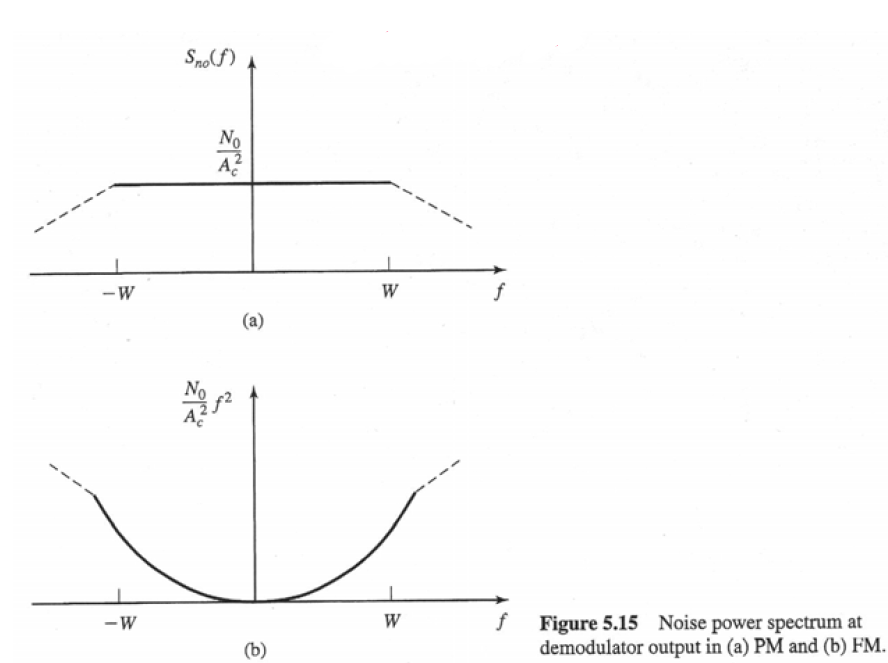 S_no(f)
N_0
A_c^2
−W
W
f
(a)
N_0
A_c^2
f^2
−W
W
f
(b)
Figure 5.15 Noise power spectrum at
demodulator output in (a) PM and (b) FM.